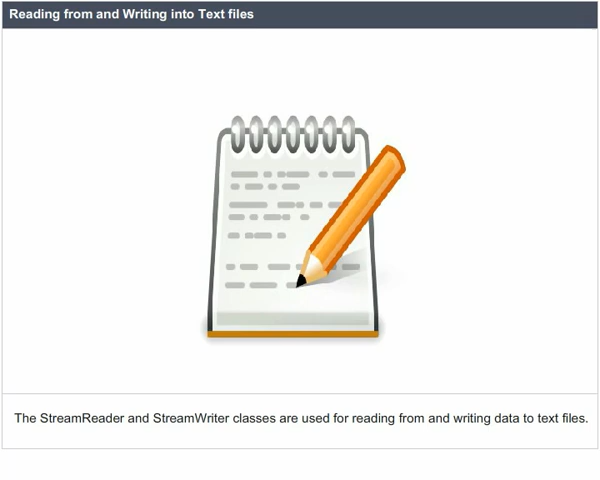 Reading from and Writing into Text files
The StreamReader and StreamWriter classes are used for reading from and writing data to text files.